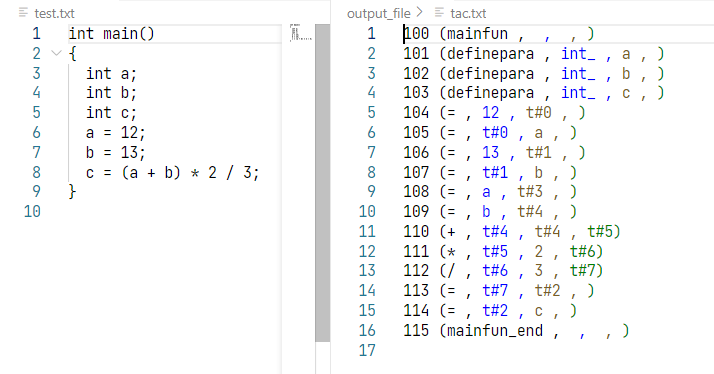 test.txt
1 int main()
2 {
3 int a;
4 int b;
5 int c;
6 a = 12;
7 b = 13;
8 c = (a + b) * 2 / 3;
9 }
10
output_file > tac.txt
1 100 (mainfun , , , )
2 101 (definepara , int_ , a , )
3 102 (definepara , int_ , b , )
4 103 (definepara , int_ , c , )
5 104 (= , 12 , t#0 , )
6 105 (= , t#0 , a , )
7 106 (= , 13 , t#1 , )
8 107 (= , t#1 , b , )
9 108 (= , a , t#3 , )
10 109 (= , b , t#4 , )
11 110 (+ , t#4 , t#4 , t#5)
12 111 (* , t#5 , 2 , t#6)
13 112 (/ , t#6 , 3 , t#7)
14 113 (= , t#7 , t#2 , )
15 114 (= , t#2 , c , )
16 115 (mainfun_end , , , )
17